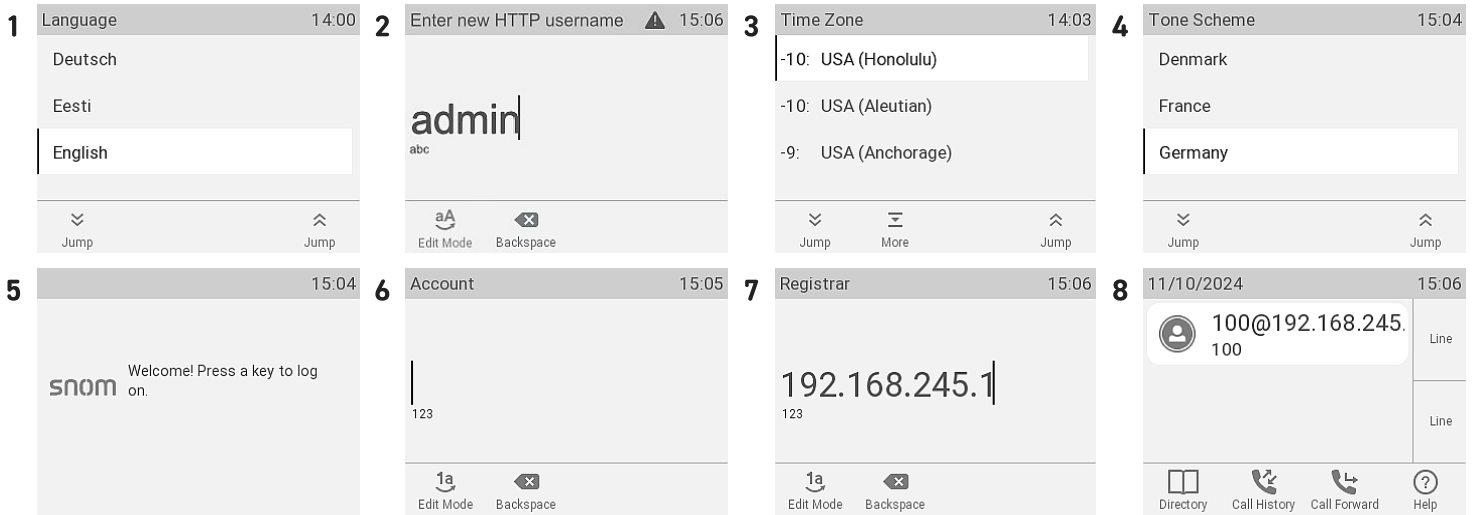 1
Language 14:00
Deutsch
Eesti
English
Jump Jump
2
Enter new HTTP username 15:06
admin
abc
aA
Edit Mode Backspace
3
Time Zone 14:03
-10: USA (Honolulu)
-10: USA (Aleutian)
-9: USA (Anchorage)
Jump More Jump
4
Tone Scheme 15:04
Denmark
France
Germany
Jump Jump
5
15:04
snom
Welcome! Press a key to log
on.
6
Account 15:05
123
1a
Edit Mode Backspace
7
Registrar 15:06
192.168.245.1
123
1a
Edit Mode Backspace
8
11/10/2024 15:06
100@192.168.245.
100
Line
Line
Directory Call History Call Forward Help